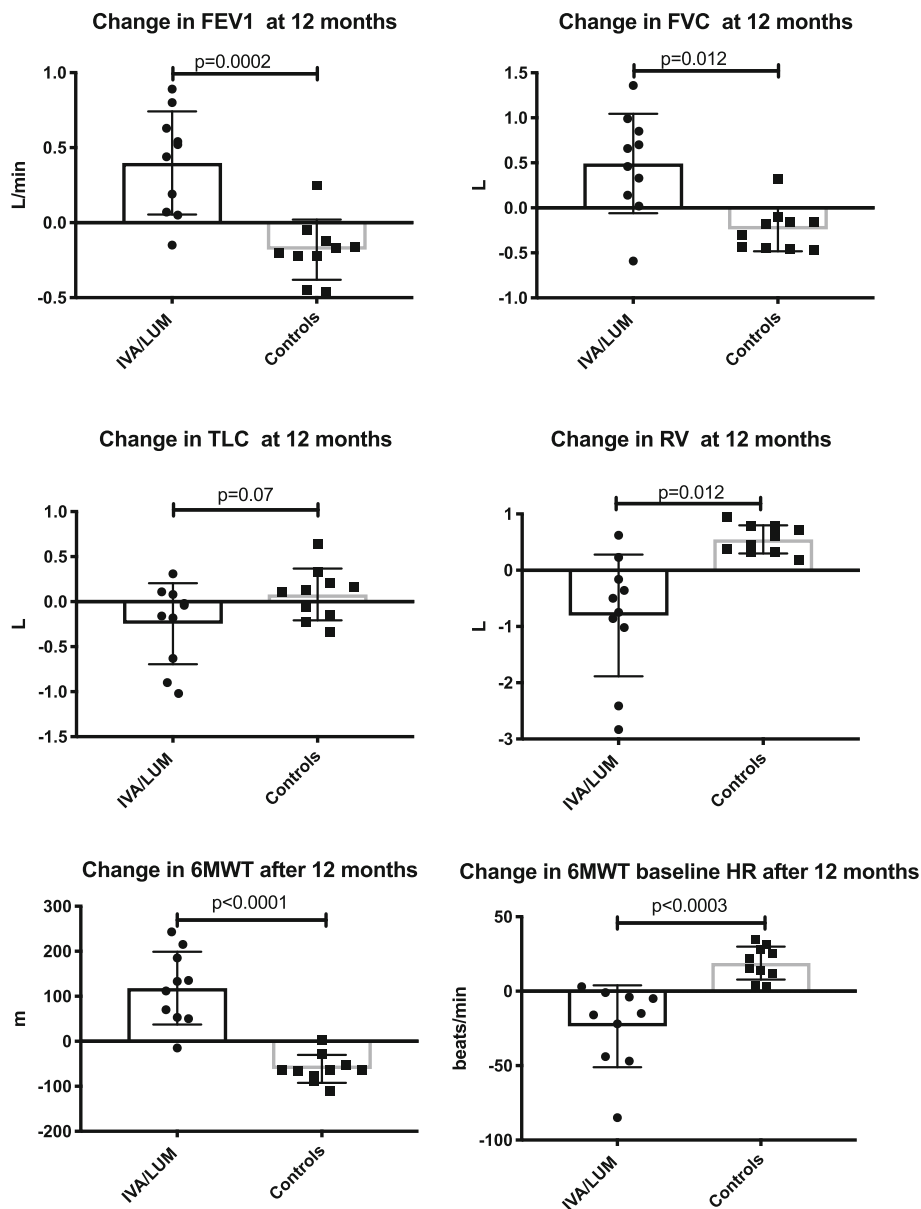 Change in FEV1 at 12 months
p=0.0002
L/min
1.0
0.5
0.0
-0.5
IVA/LUM
Controls
Change in FVC at 12 months
p=0.012
L
1.5
1.0
0.5
0.0
-0.5
-1.0
IVA/LUM
Controls
Change in TLC at 12 months
p=0.07
L
1.0
0.5
0.0
-0.5
-1.0
-1.5
IVA/LUM
Controls
Change in RV at 12 months
p=0.012
L
1
0
-1
-2
-3
IVA/LUM
Controls
Change in 6MWT after 12 months
p<0.0001
m
300
200
100
0
-100
-200
IVA/LUM
Controls
Change in 6MWT baseline HR after 12 months
p<0.0003
beats/min
50
0
-50
-100
IVA/LUM
Controls